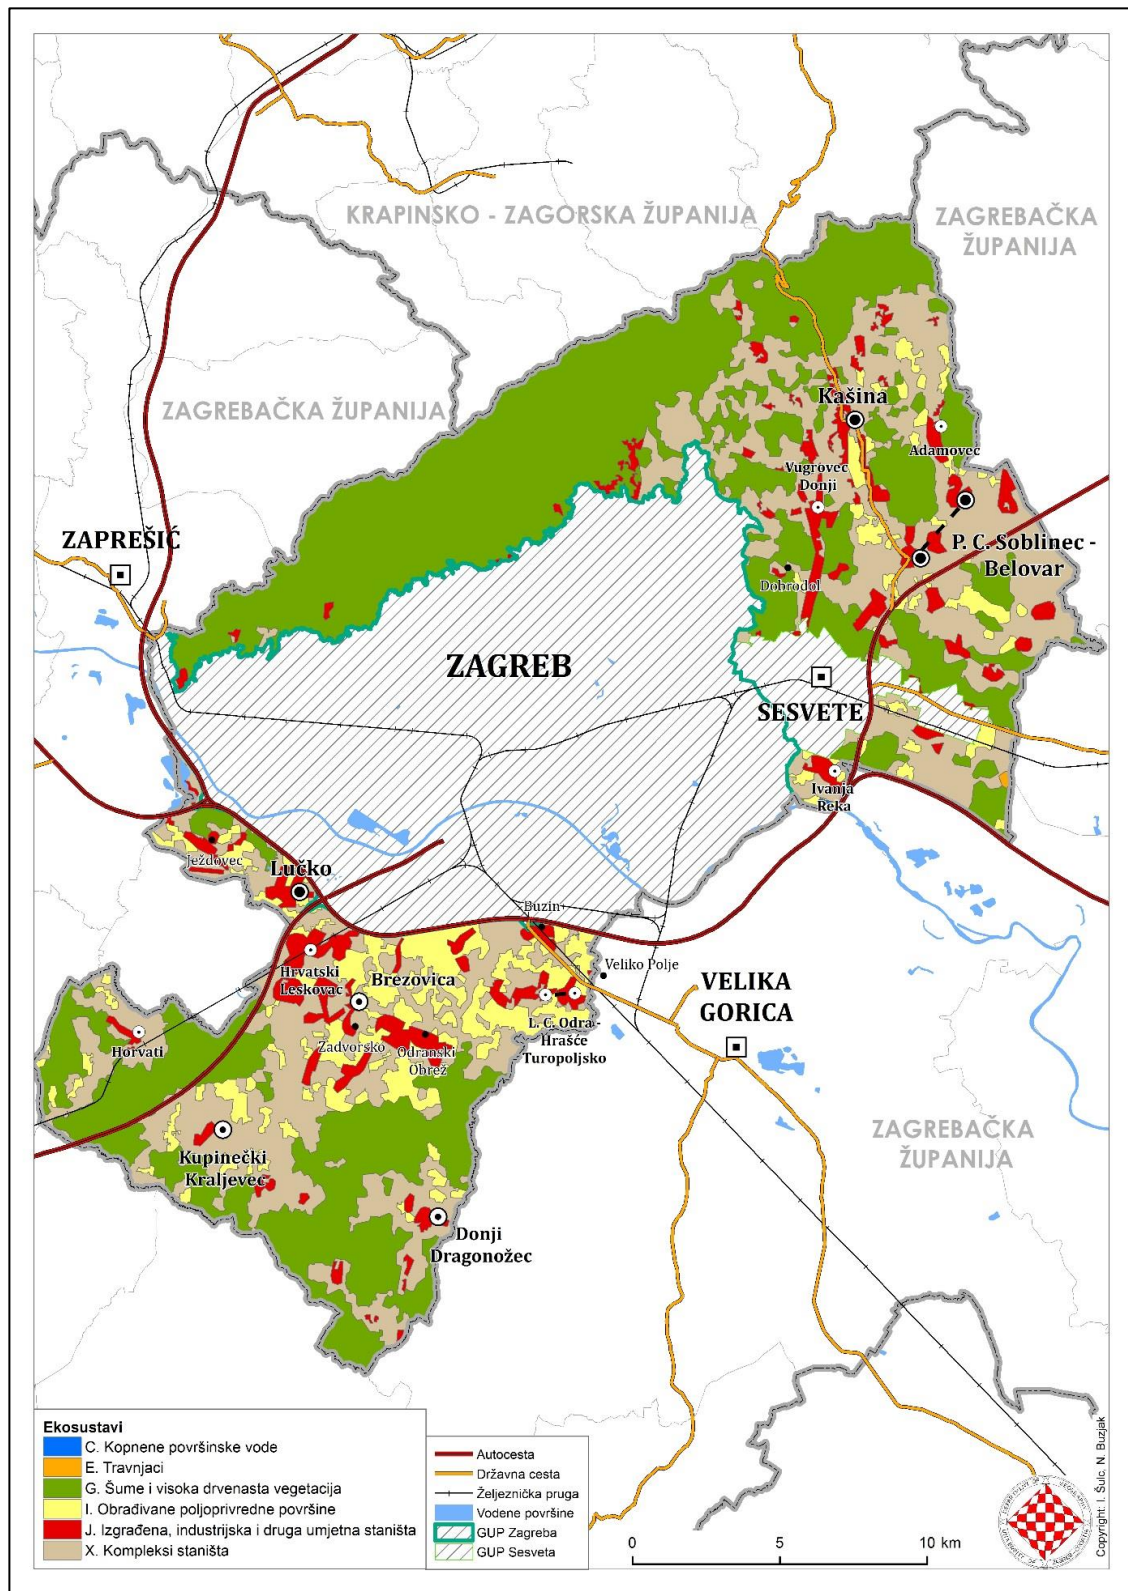 KRAPINSKO - ZAGORSKA ŽUPANIJA
ZAGREBAČKA
ŽUPANIJA
ZAGREBAČKA ŽUPANIJA
Kašina
Adamovec
Vugrovec
Donji
ZAPREŠIĆ
P. C. Soblinec -
Belovar
Dobrodol
ZAGREB
SESVETE
Ivanja
Reka
Ježdovec
Lučko
Buzin
Veliko Polje
Hrvatski
Leskovac
Brezovica
VELIKA
GORICA
L. C. Odra -
Hrašće
Turopoljsko
Zadvorsko
Odranski
Obrež
Horvati
ZAGREBAČKA
ŽUPANIJA
Kupinečki
Kraljevec
Donji
Dragonožec
Ekosustavi
C. Kopnene površinske vode
E. Travnjaci
G. Šume i visoka drvenasta vegetacija
I. Obrađivane poljoprivredne površine
J. Izgrađena, industrijska i druga umjetna staništa
X. Kompleksi staništa
Autocesta
Državna cesta
Željeznička pruga
Vodene površine
GUP Zagreba
GUP Sesveta
0 5 10 km
Copyright: I. Šulc, N. Buzjak